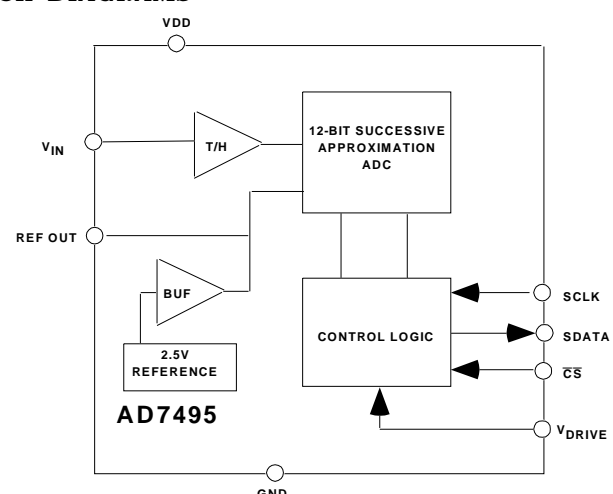 VDD
12-BIT SUCCESSIVE
APPROXIMATION
ADC
T/H
VIN
REF OUT
BUF
SCLK
CONTROL LOGIC
SDATA
2.5V
REFERENCE
CS
AD7495
VDRIVE
GND